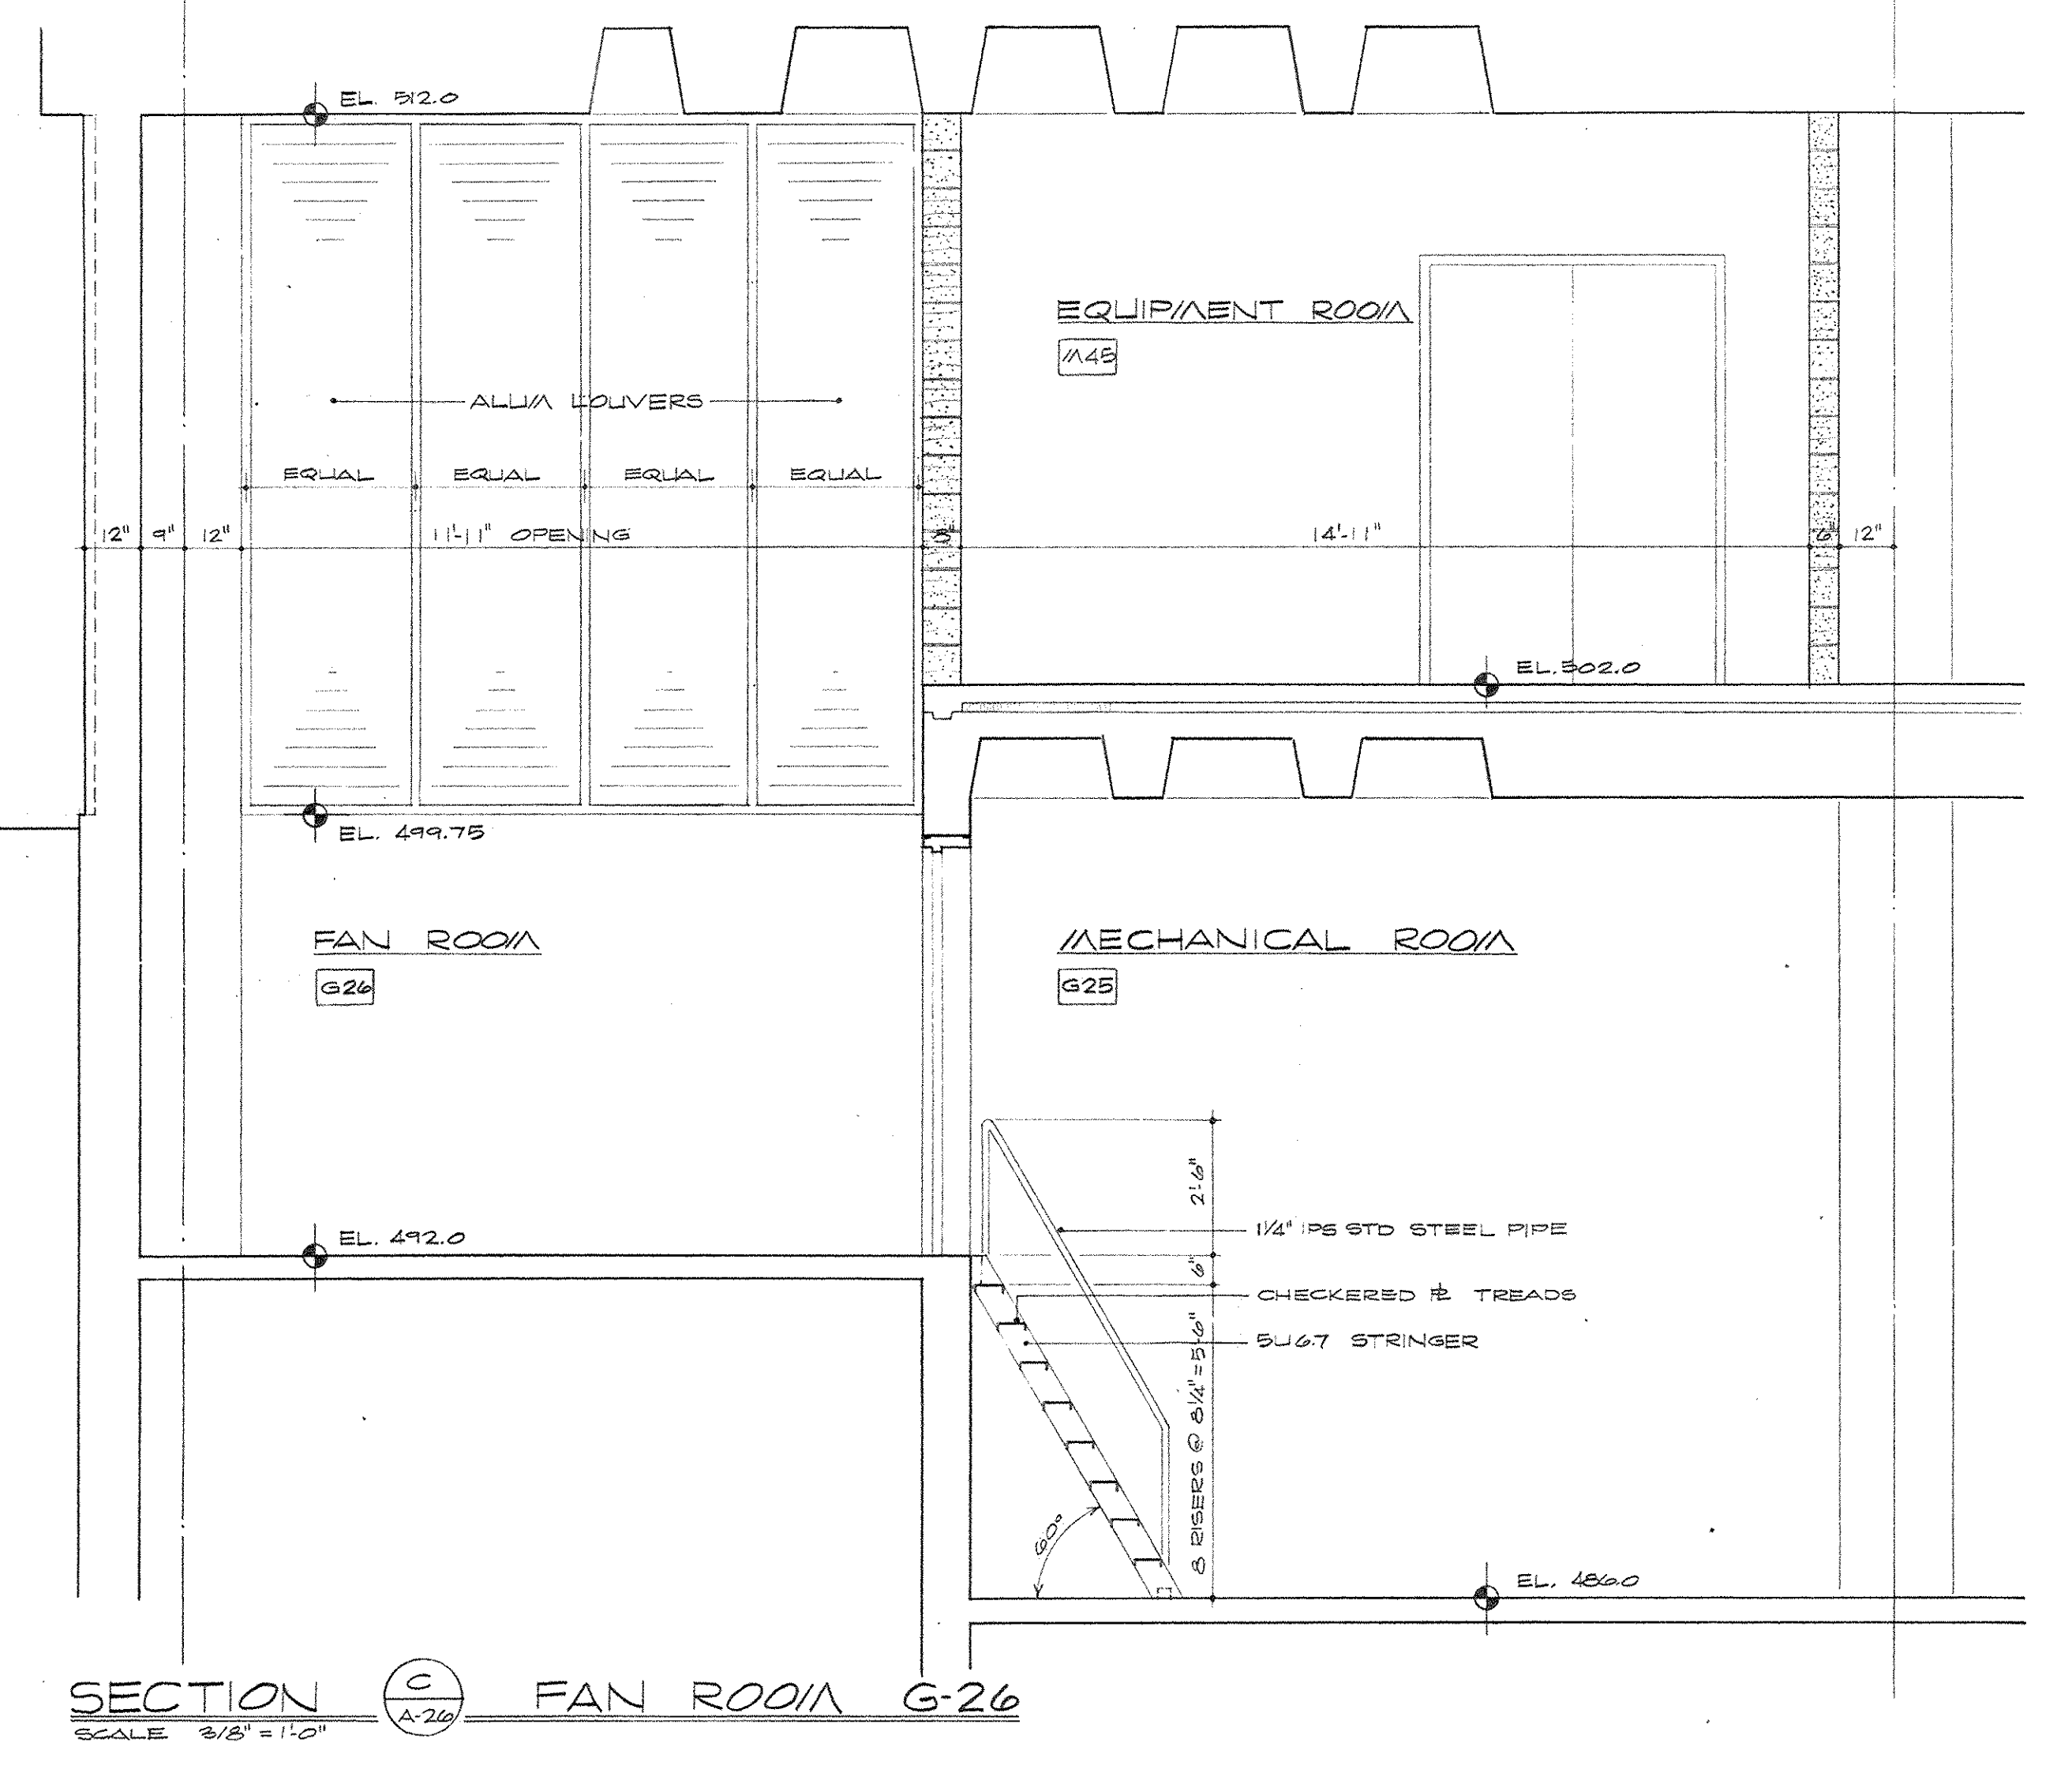 EL. 512.0
EQUIPMENT ROOM
M45
ALUM LOUVERS
EQUAL EQUAL EQUAL EQUAL
12" 9" 12" 11'-11" OPENING 8" 14'-11" 6" 12"
EL. 502.0
EL. 499.75
FAN ROOM
G26
MECHANICAL ROOM
G25
2'-6"
1¼" IPS STD STEEL PIPE
EL. 492.0
6"
CHECKERED PL TREADS
5⊔6.7 STRINGER
8 RISERS @ 8¼" = 5'-6"
60°
EL. 486.0
SECTION C A-26 FAN ROOM G-26
SCALE 3/8" = 1'-0"